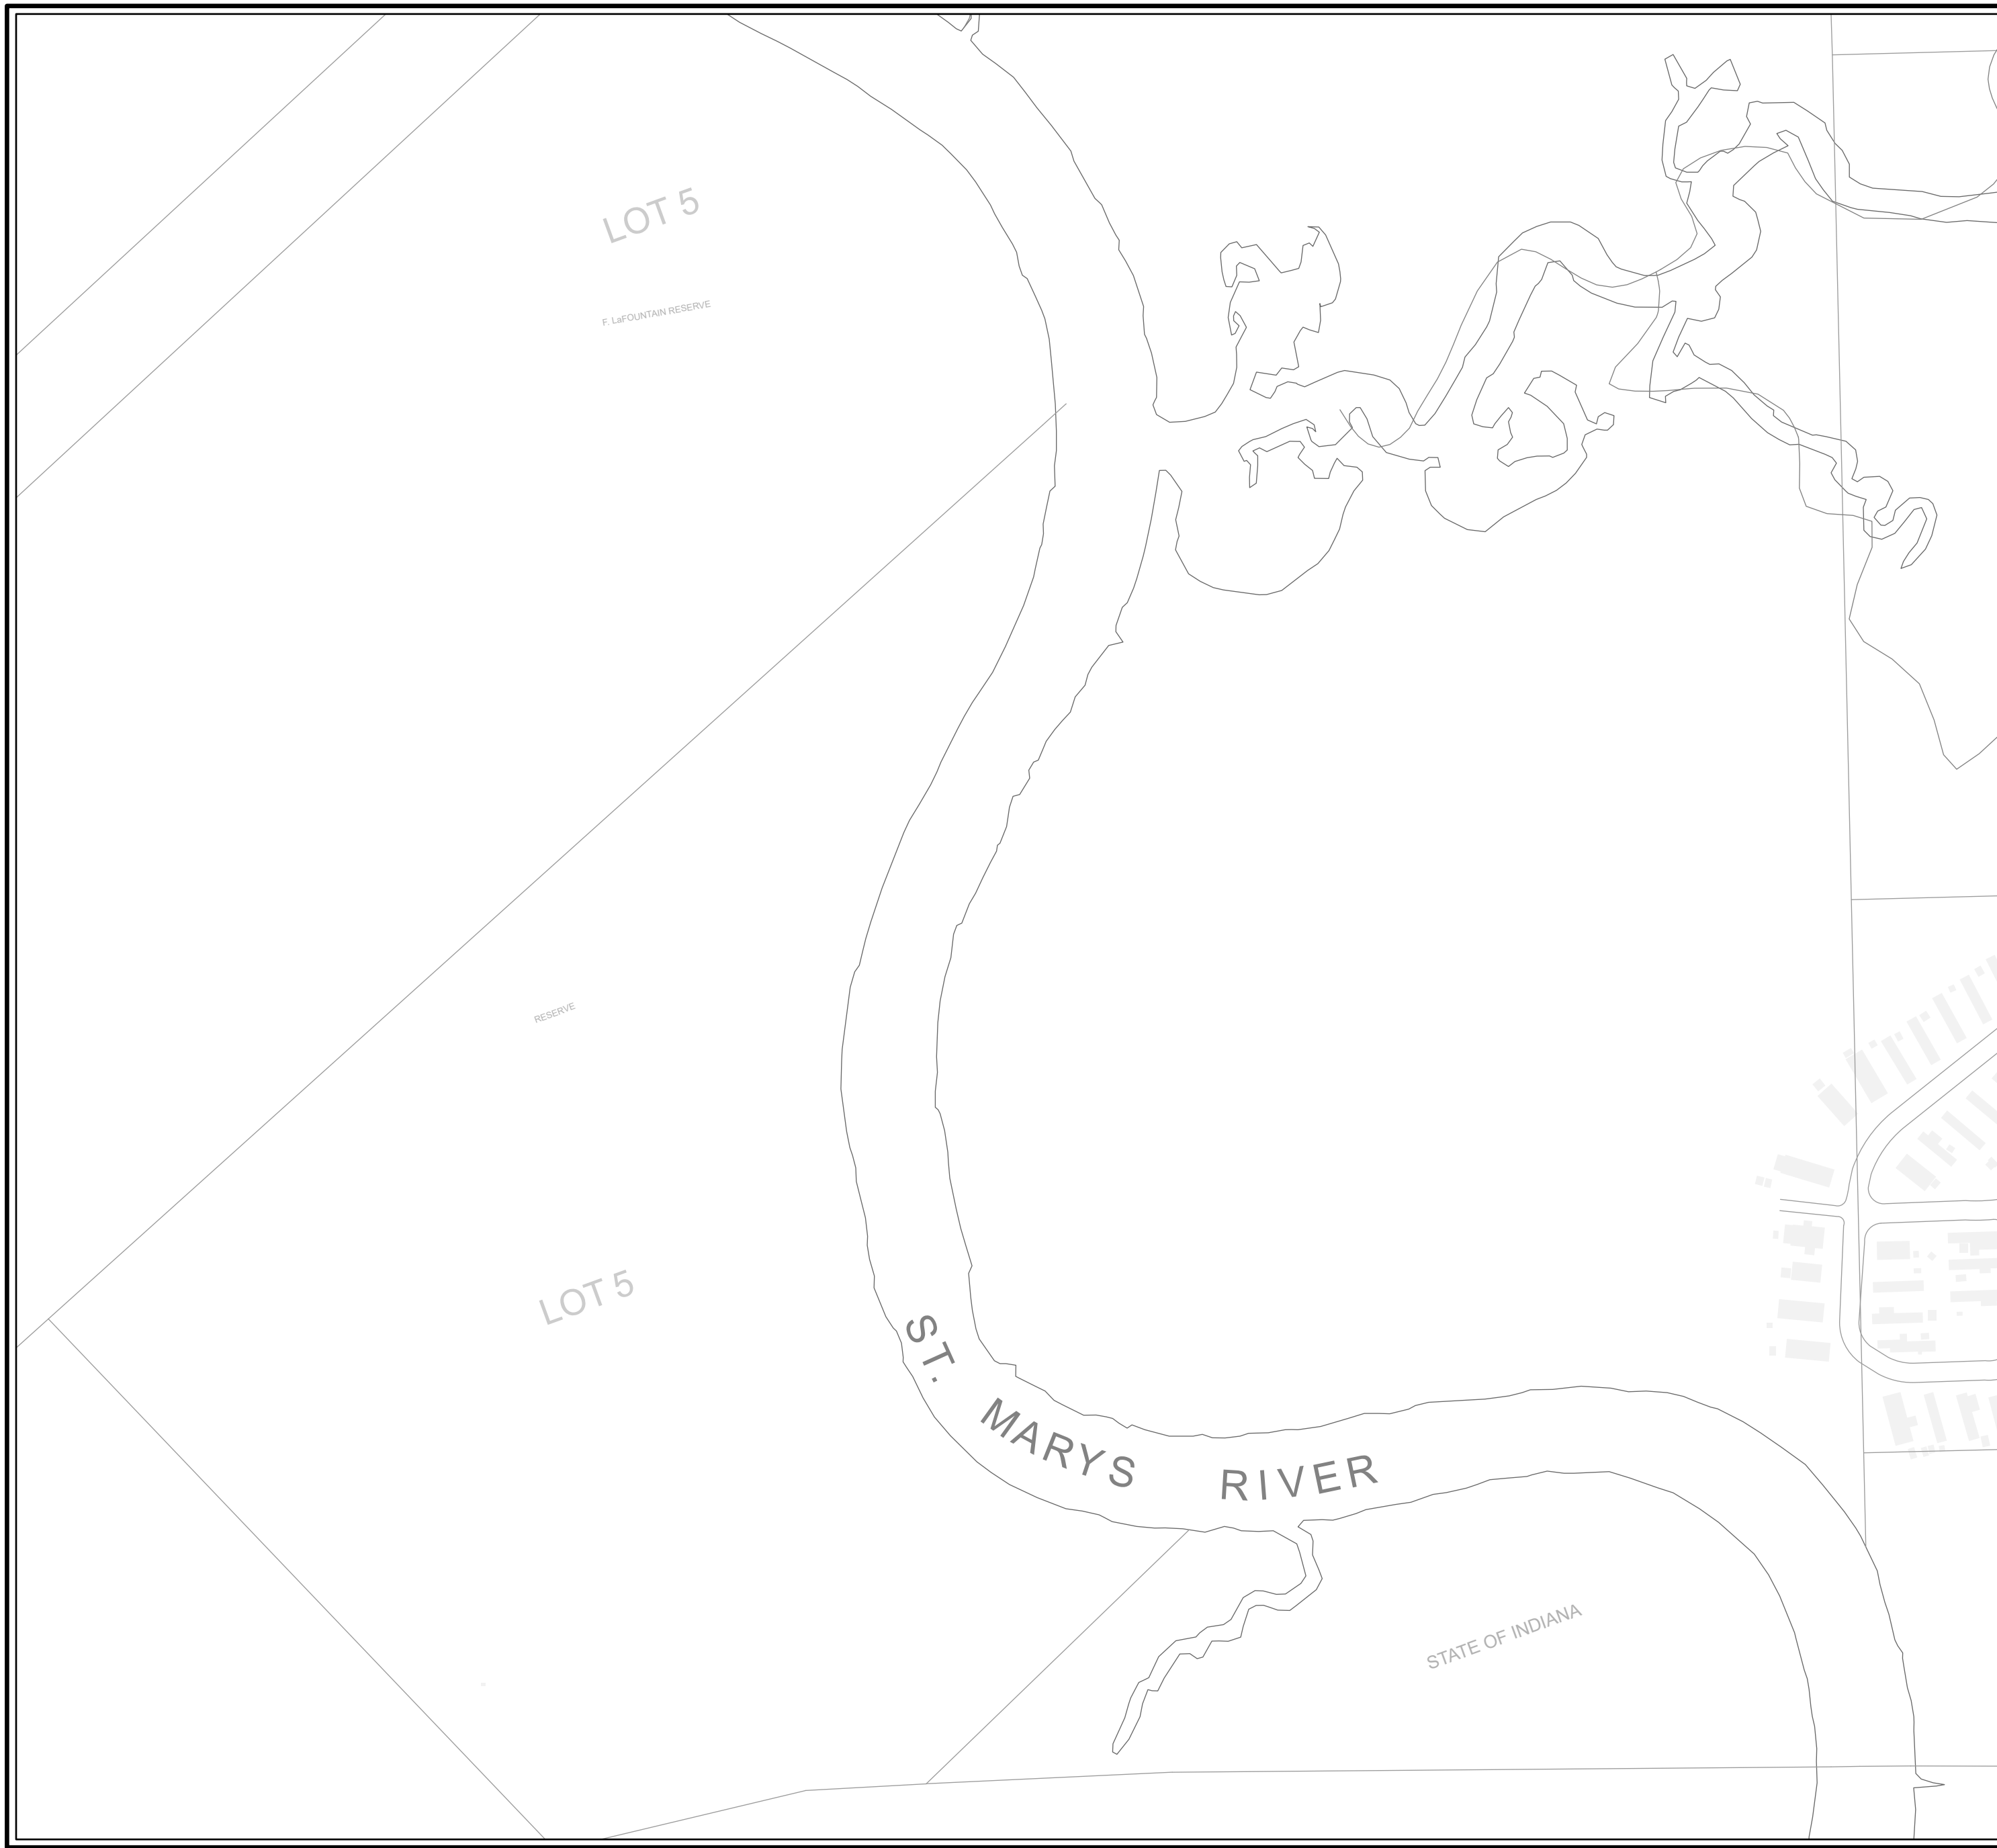 LOT 5
F. LaFOUNTAIN RESERVE
RESERVE
LOT 5
ST. MARYS RIVER
STATE OF INDIANA